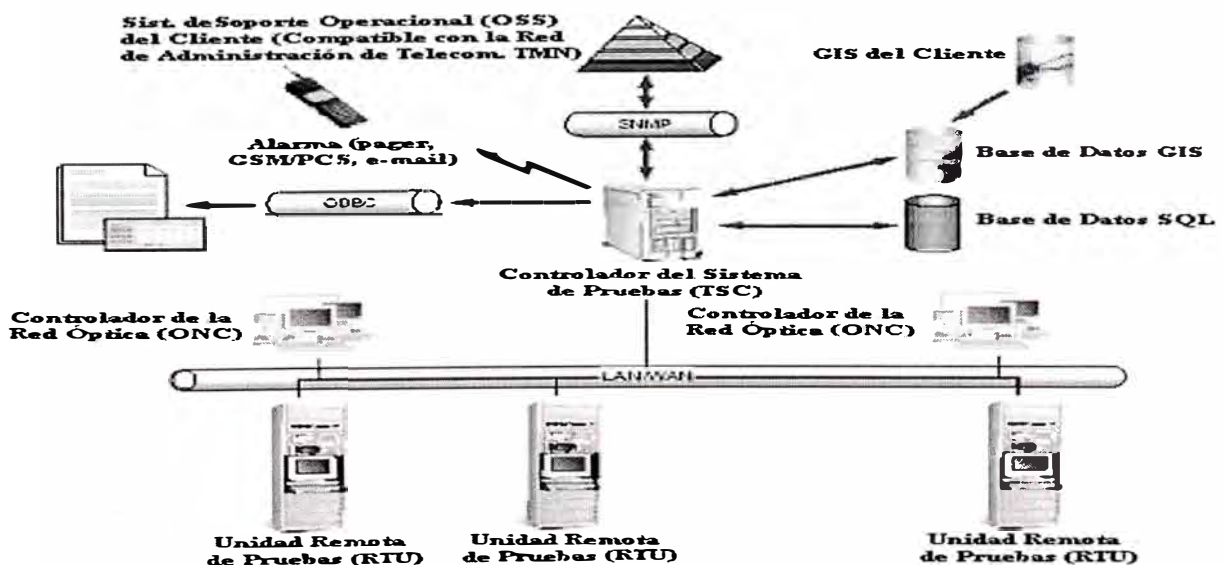 Sist. de Soporte Operacional (OSS)
del Cliente (Compatible con la Red
de Administración de Telecom. TMN)
GIS del Cliente
SNMP
Alarma (pager,
GSM/PCS, e-mail)
Base de Datos GIS
ODBC
Base de Datos SQL
Controlador del Sistema
de Pruebas (TSC)
Controlador de la
Red Óptica (ONC)
Controlador de la
Red Óptica (ONC)
LAN/WAN
Unidad Remota
de Pruebas (RTU)
Unidad Remota
de Pruebas (RTU)
Unidad Remota
de Pruebas (RTU)